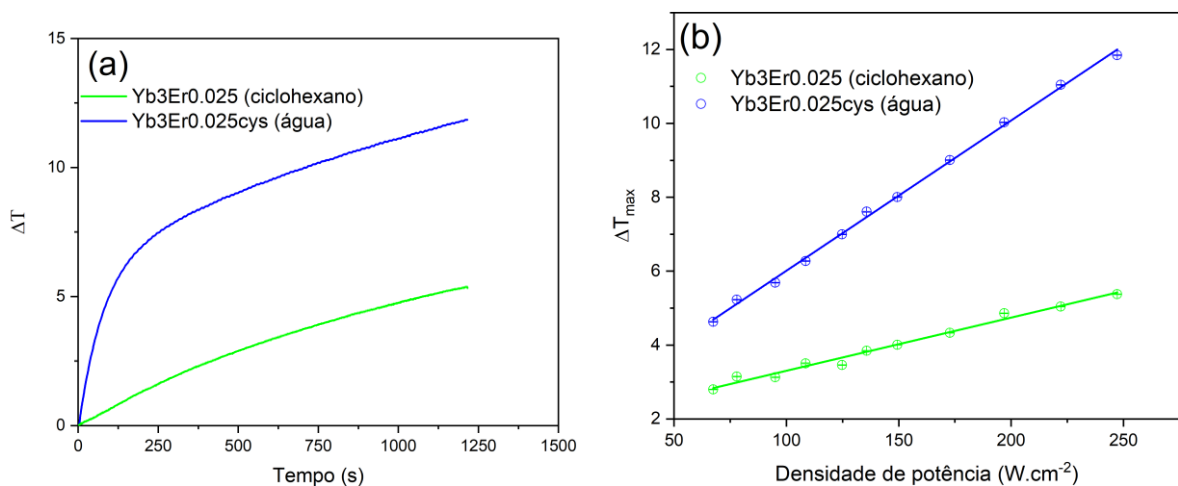 (a)
Yb3Er0.025 (ciclohexano)
Yb3Er0.025cys (água)
ΔT
15
10
5
0
0 250 500 750 1000 1250 1500
Tempo (s)
(b)
Yb3Er0.025 (ciclohexano)
Yb3Er0.025cys (água)
ΔTmax
12
10
8
6
4
2
50 100 150 200 250
Densidade de potência (W.cm⁻²)